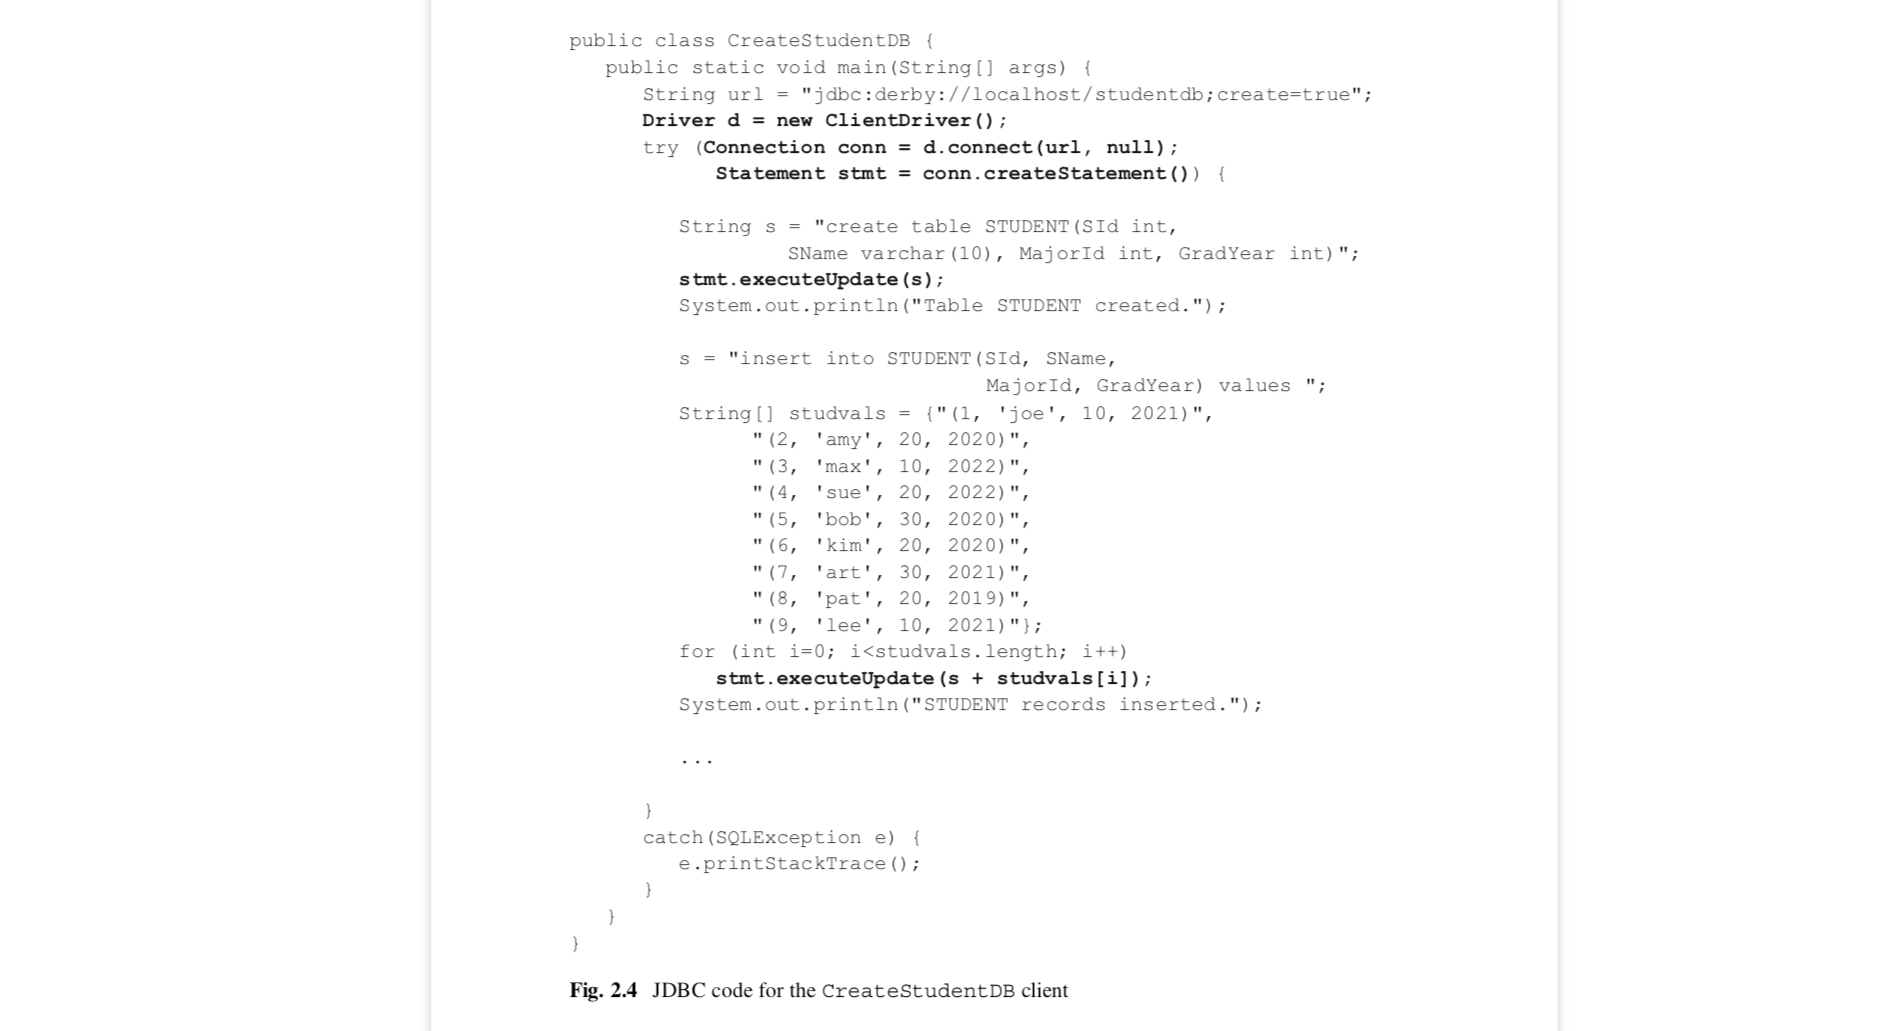 public class CreateStudentDB {
public static void main(String[] args) {
String url = "jdbc:derby://localhost/studentdb;create=true";
Driver d = new ClientDriver();
try (Connection conn = d.connect(url, null);
Statement stmt = conn.createStatement()) {
String s = "create table STUDENT(SId int,
SName varchar(10), MajorId int, GradYear int)";
stmt.executeUpdate(s);
System.out.println("Table STUDENT created.");
s = "insert into STUDENT(SId, SName,
MajorId, GradYear) values ";
String[] studvals = {"(1, 'joe', 10, 2021)",
"(2, 'amy', 20, 2020)",
"(3, 'max', 10, 2022)",
"(4, 'sue', 20, 2022)",
"(5, 'bob', 30, 2020)",
"(6, 'kim', 20, 2020)",
"(7, 'art', 30, 2021)",
"(8, 'pat', 20, 2019)",
"(9, 'lee', 10, 2021)"};
for (int i=0; i<studvals.length; i++)
stmt.executeUpdate(s + studvals[i]);
System.out.println("STUDENT records inserted.");
...
}
catch(SQLException e) {
e.printStackTrace();
}
}
}
Fig. 2.4 JDBC code for the CreateStudentDB client